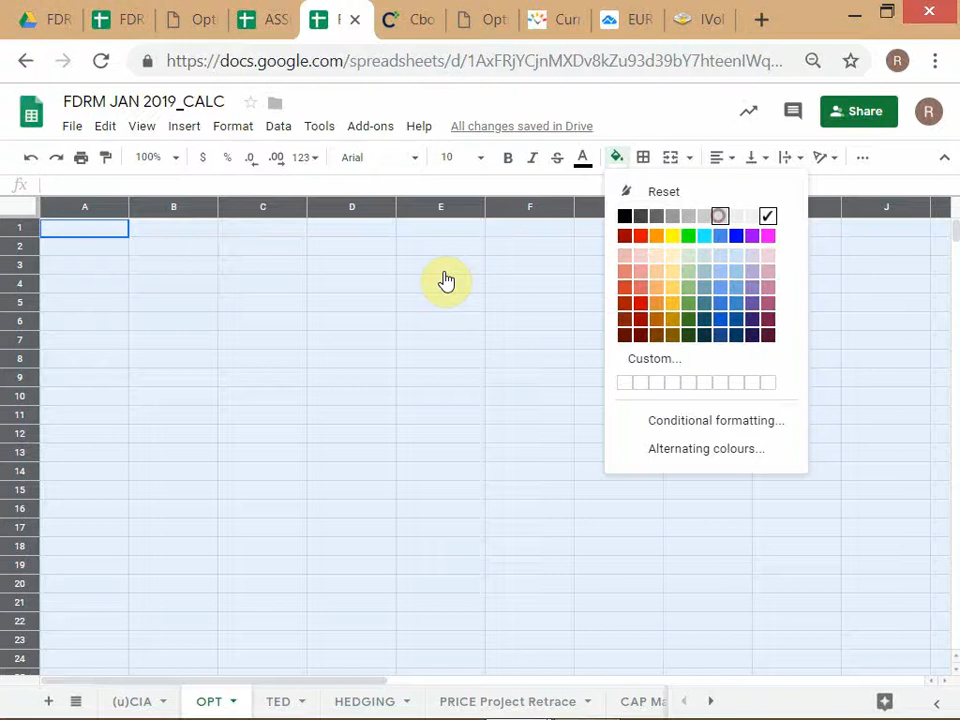 FDR FDR Opt ASS F Cbo Opt Curr EUR IVol
https://docs.google.com/spreadsheets/d/1AxFRjYCjnMXDv8kZu93d39bY7hteenIWq... R
FDRM JAN 2019_CALC
File Edit View Insert Format Data Tools Add-ons Help All changes saved in Drive Share R
100% $ % .0 .00 123 Arial 10 B I S A ...
fx
Reset
A B C D E F J
1
2
3
4
5
6
7
8
Custom...
9
10
11
Conditional formatting...
12
13
Alternating colours...
14
15
16
17
18
19
20
21
22
23
24
+ (u)CIA OPT TED HEDGING PRICE Project Retrace CAP Ma